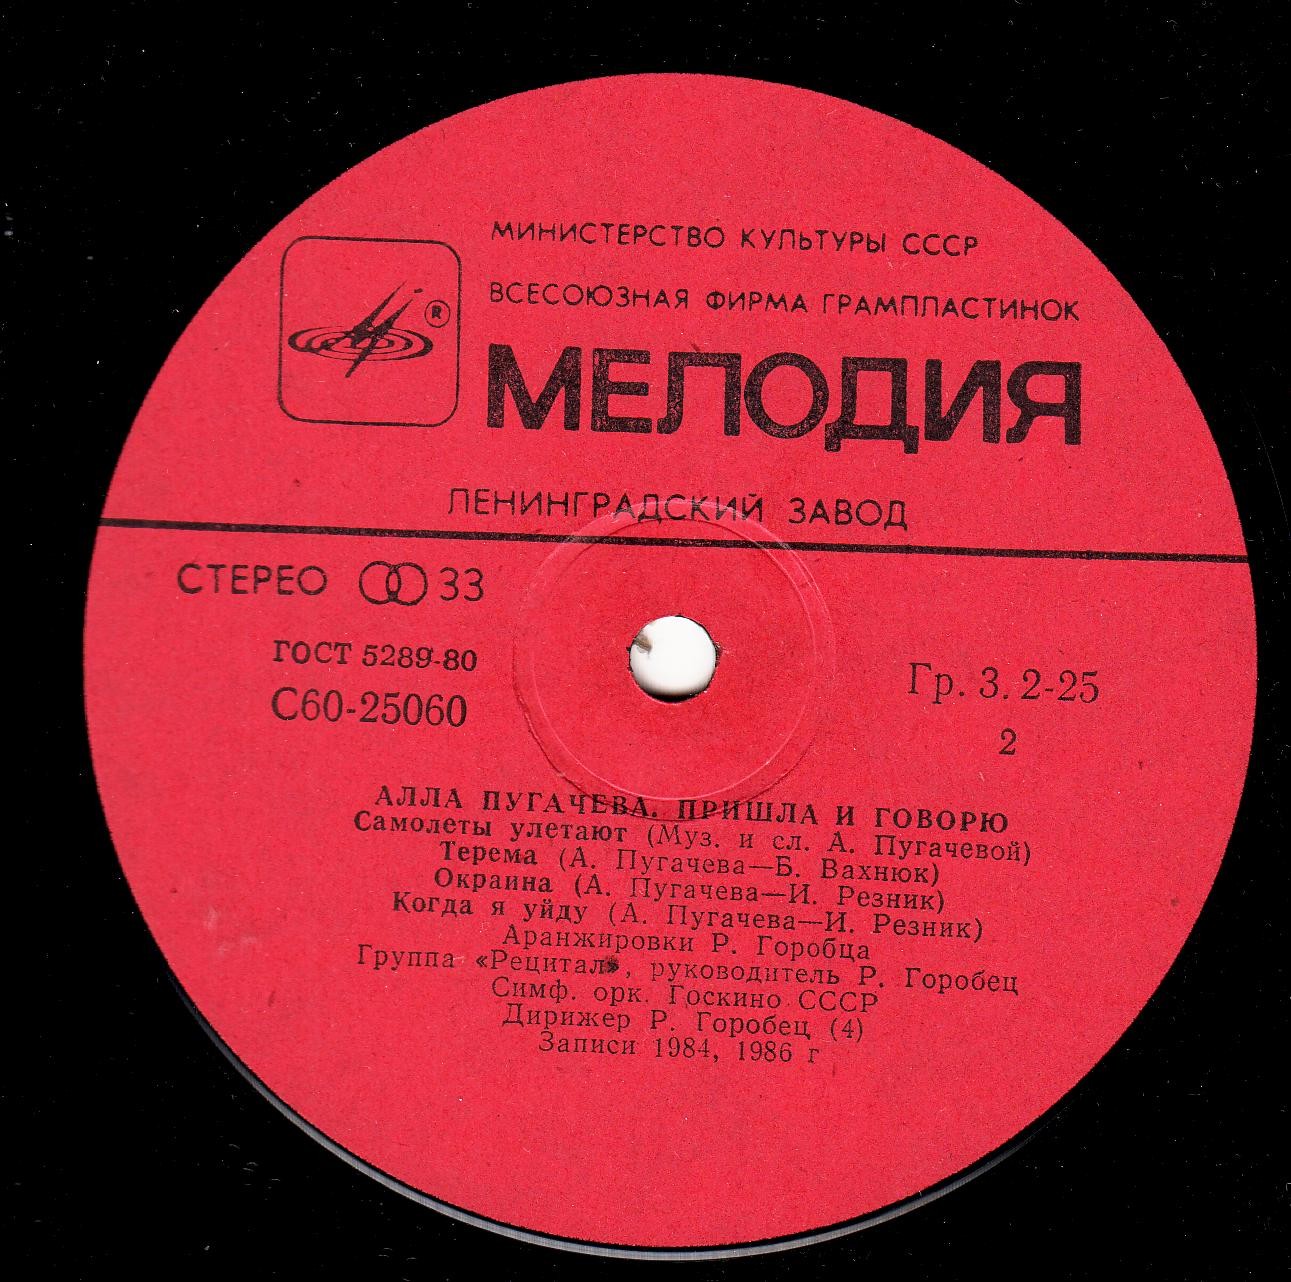 МИНИСТЕРСТВО КУЛЬТУРЫ СССР
ВСЕСОЮЗНАЯ ФИРМА ГРАМПЛАСТИНОК
®
МЕЛОДИЯ
ЛЕНИНГРАДСКИЙ ЗАВОД
СТЕРЕО 33
ГОСТ 5289-80
С60-25060
Гр. 3. 2-25
2
АЛЛА ПУГАЧЕВА. ПРИШЛА И ГОВОРЮ
Самолеты улетают (Муз. и сл. А. Пугачевой)
Терема (А. Пугачева—Б. Вахнюк)
Окраина (А. Пугачева—И. Резник)
Когда я уйду (А. Пугачева—И. Резник)
Аранжировки Р. Горобца
Группа «Рецитал», руководитель Р. Горобец
Симф. орк. Госкино СССР
Дирижер Р. Горобец (4)
Записи 1984, 1986 г